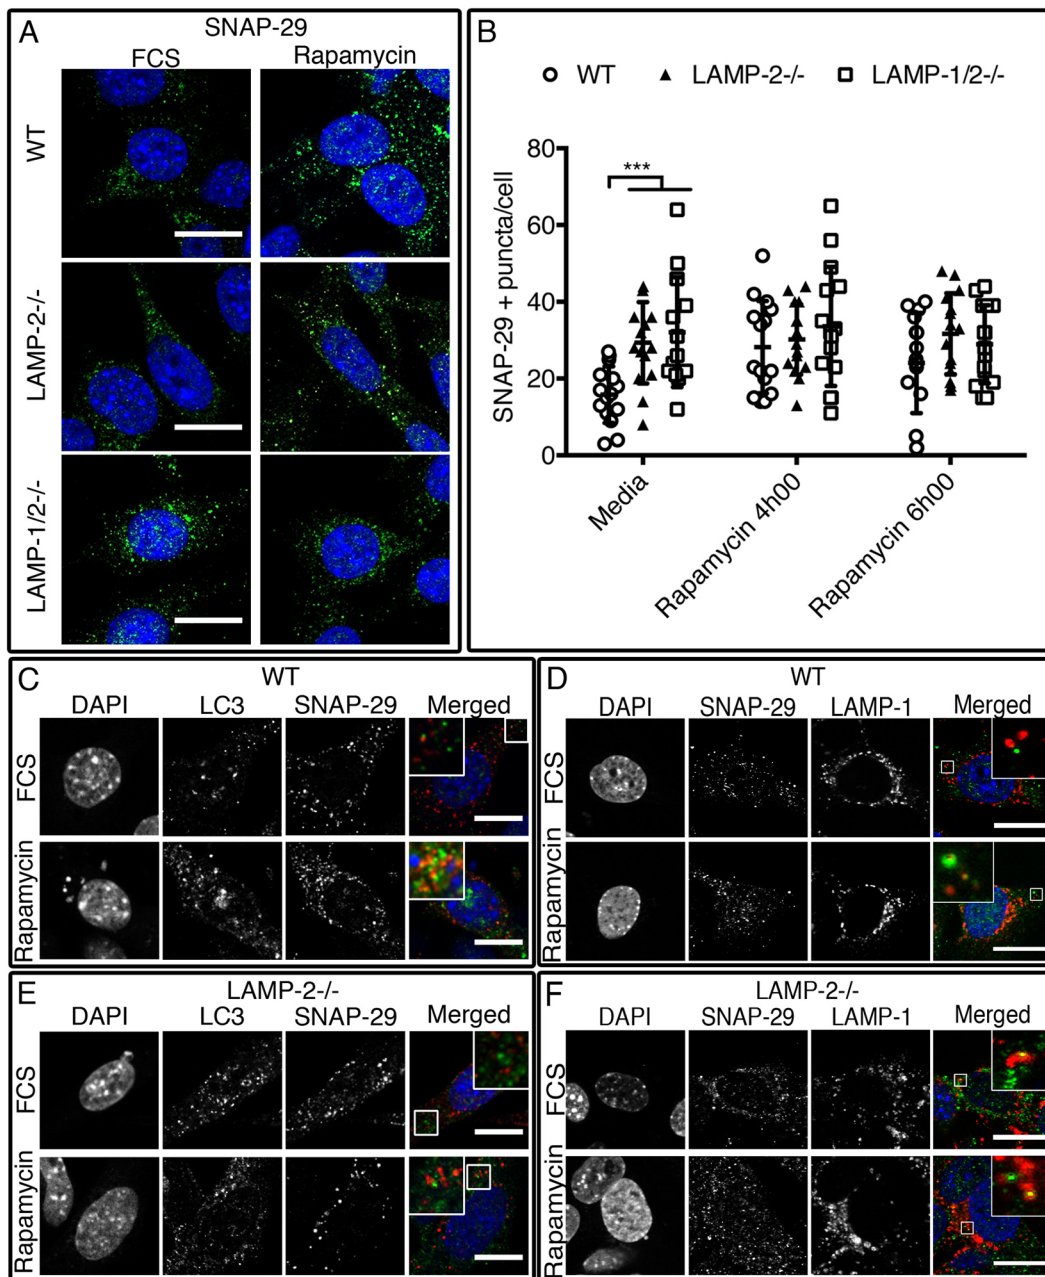 A
SNAP-29
FCS
Rapamycin
WT
LAMP-2-/-
LAMP-1/2-/-
B
WT
LAMP-2-/-
LAMP-1/2-/-
SNAP-29 + puncta/cell
80
60
40
20
0
***
Media
Rapamycin 4h00
Rapamycin 6h00
C
WT
DAPI
LC3
SNAP-29
Merged
FCS
Rapamycin
D
WT
DAPI
SNAP-29
LAMP-1
Merged
FCS
Rapamycin
E
LAMP-2-/-
DAPI
LC3
SNAP-29
Merged
FCS
Rapamycin
F
LAMP-2-/-
DAPI
SNAP-29
LAMP-1
Merged
FCS
Rapamycin